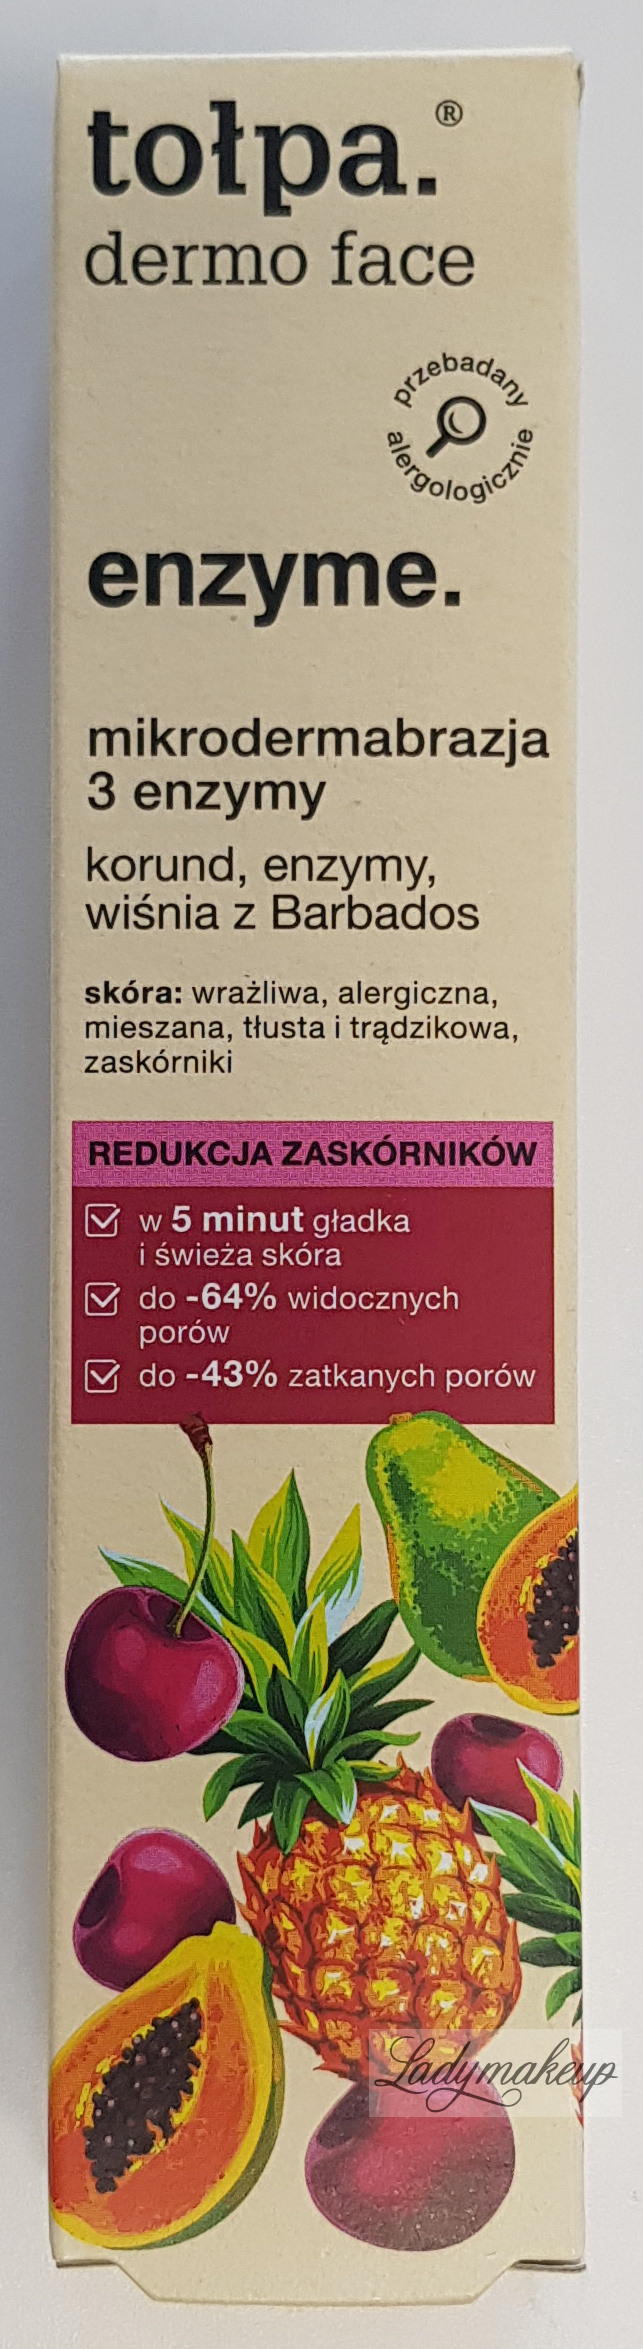 tołpa.®
dermo face
przebadany
alergologicznie
enzyme.
mikrodermabrazja
3 enzymy
korund, enzymy,
wiśnia z Barbados
skóra: wrażliwa, alergiczna,
mieszana, tłusta i trądzikowa,
zaskórniki
REDUKCJA ZASKÓRNIKÓW
w 5 minut gładka
i świeża skóra
do -64% widocznych
porów
do -43% zatkanych porów
Ladymakeup